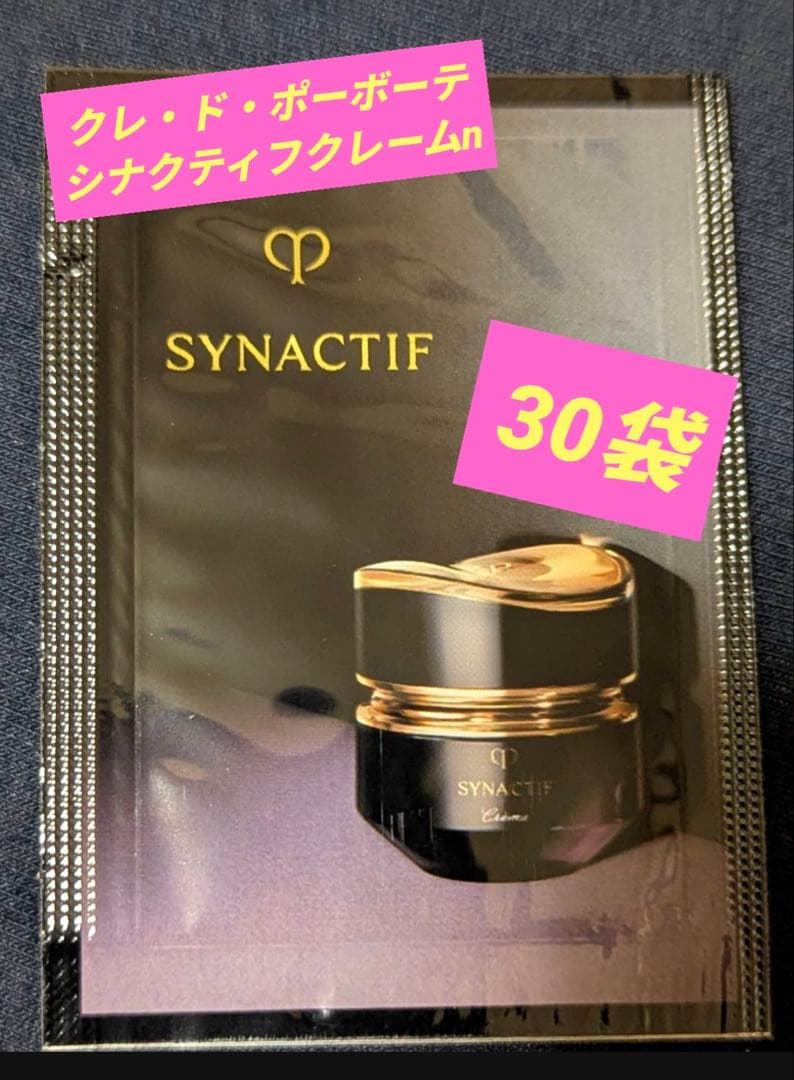 クレ・ド・ポーボーテ
シナクティフクレームn
SYNACTIF
30袋
SYNACTIF
Crème